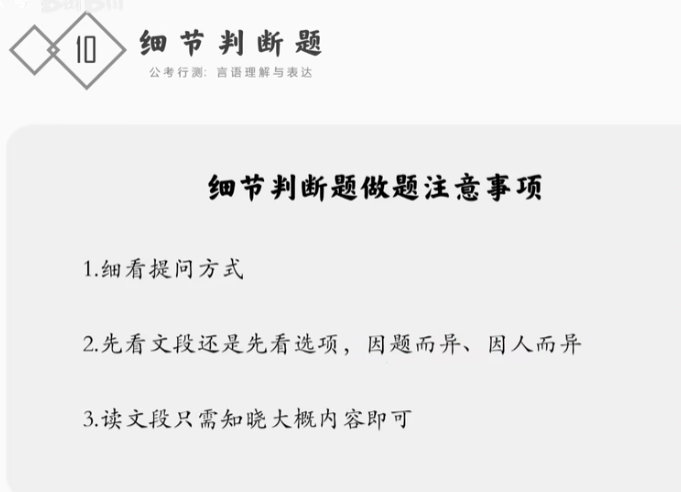 10
细节判断题
公考行测: 言语理解与表达
细节判断题做题注意事项
1.细看提问方式
2.先看文段还是先看选项，因题而异、因人而异
3.读文段只需知晓大概内容即可